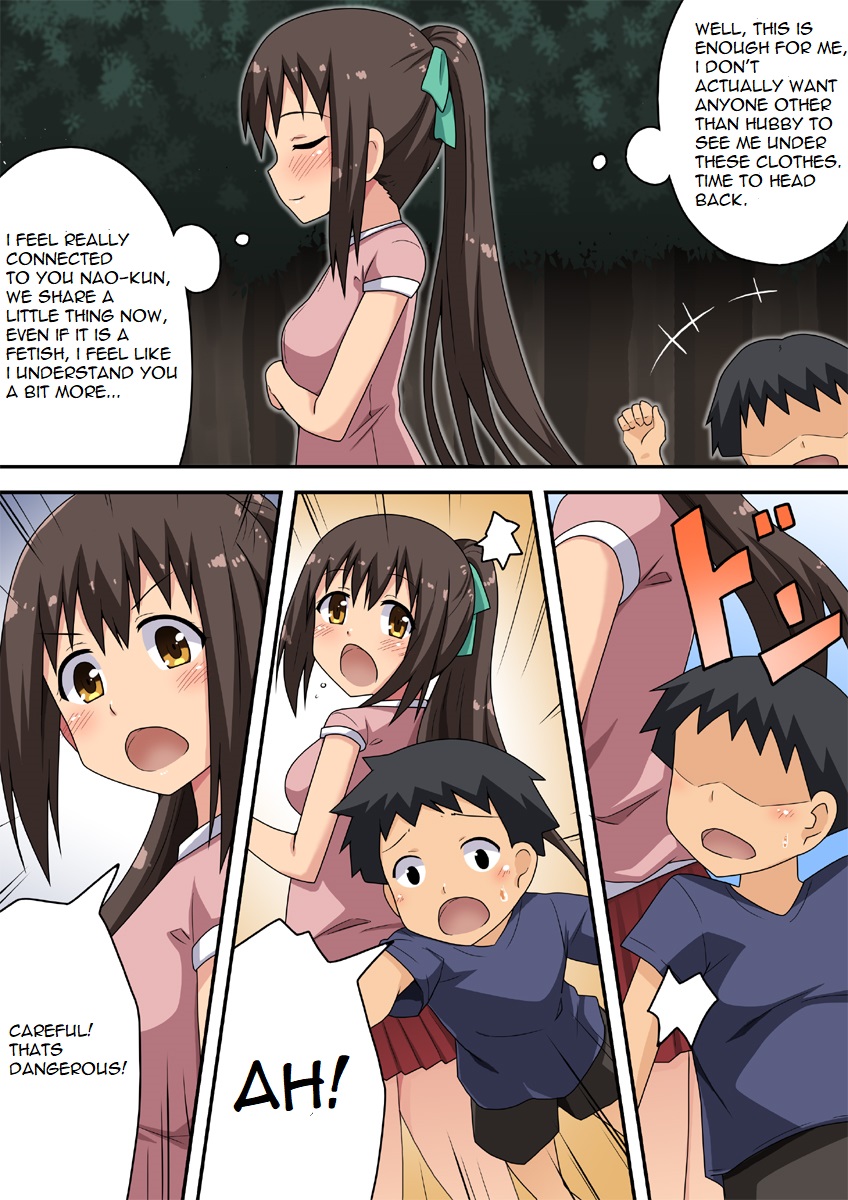 WELL, THIS IS
ENOUGH FOR ME,
I DON'T
ACTUALLY WANT
ANYONE OTHER
THAN HUBBY TO
SEE ME UNDER
THESE CLOTHES.
TIME TO HEAD
BACK.
I FEEL REALLY
CONNECTED
TO YOU NAO-KUN,
WE SHARE A
LITTLE THING NOW,
EVEN IF IT IS A
FETISH, I FEEL LIKE
I UNDERSTAND YOU
A BIT MORE...
ドン
AH!
CAREFUL!
THATS
DANGEROUS!